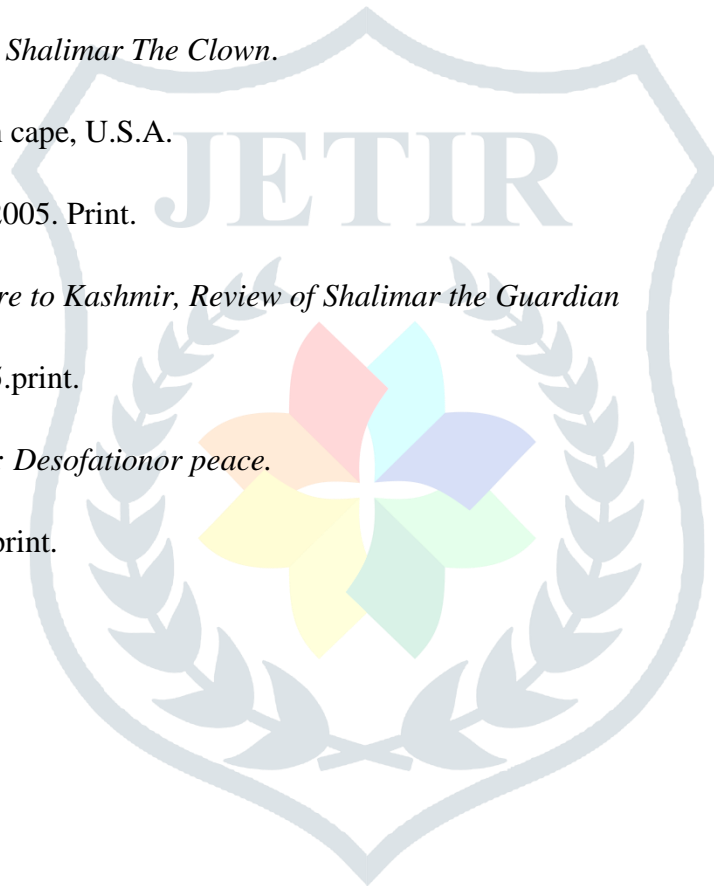 Shalimar The Clown.
cape, U.S.A.
2005. Print.
JETIR
re to Kashmir, Review of Shalimar the Guardian
.print.
: Desofationor peace.
print.